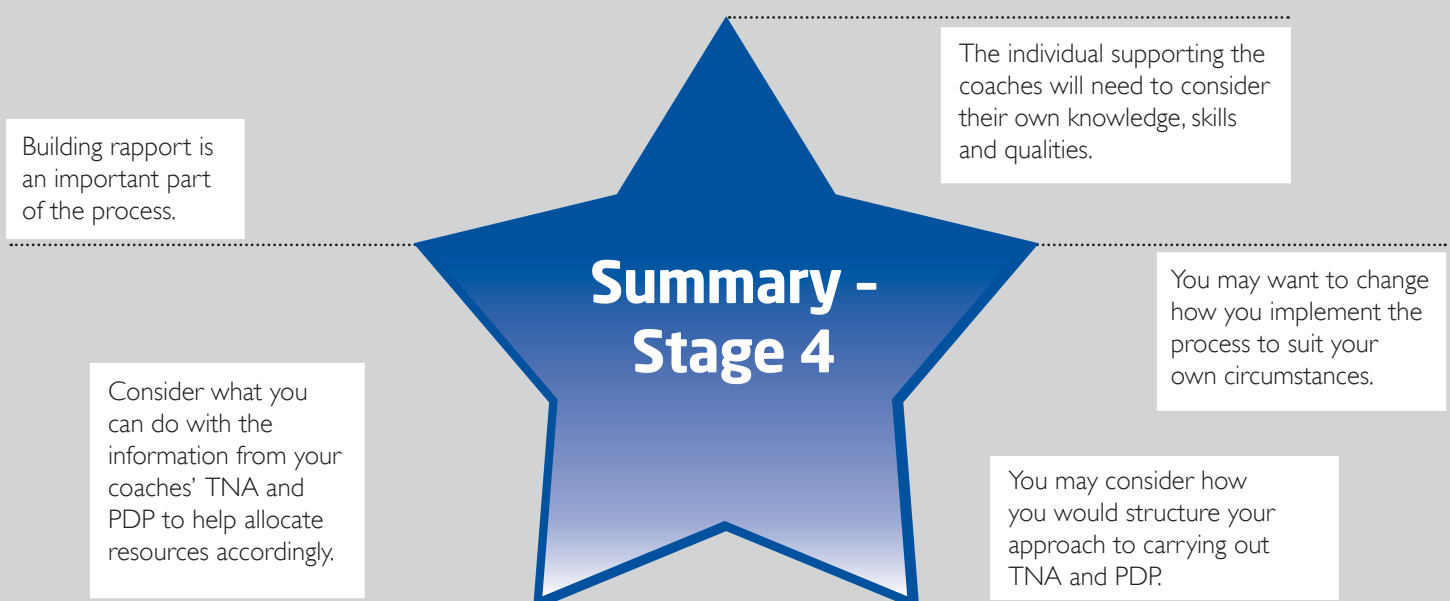 Summary –
Stage 4
The individual supporting the
coaches will need to consider
their own knowledge, skills
and qualities.
You may want to change
how you implement the
process to suit your
own circumstances.
You may consider how
you would structure your
approach to carrying out
TNA and PDP.
Consider what you
can do with the
information from your
coaches’ TNA and
PDP to help allocate
resources accordingly.
Building rapport is
an important part
of the process.